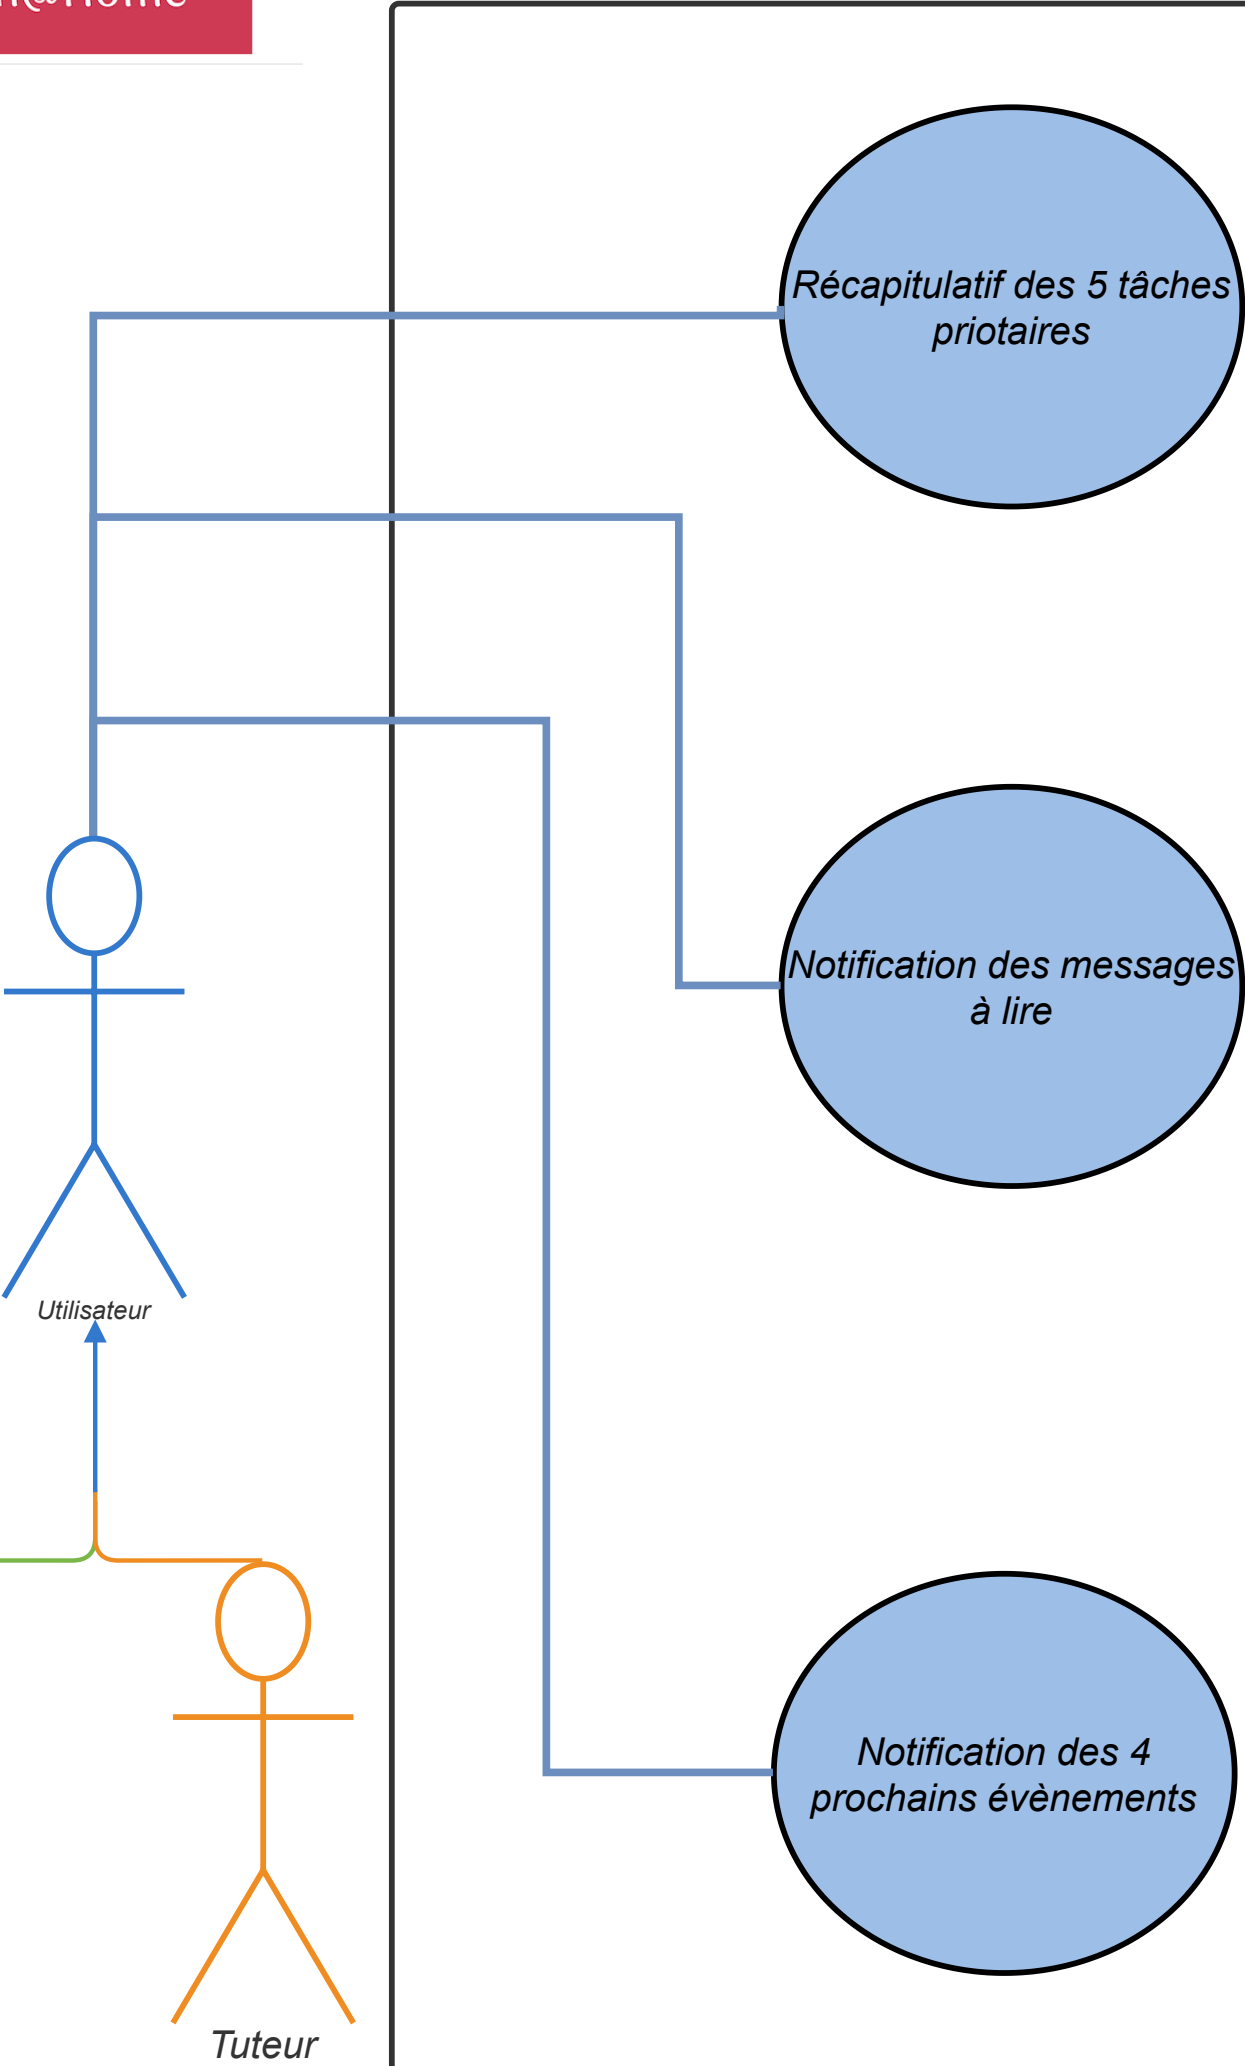 Récapitulatif des 5 tâches
priotaires
Notification des messages
à lire
Utilisateur
Notification des 4
prochains évènements
Tuteur